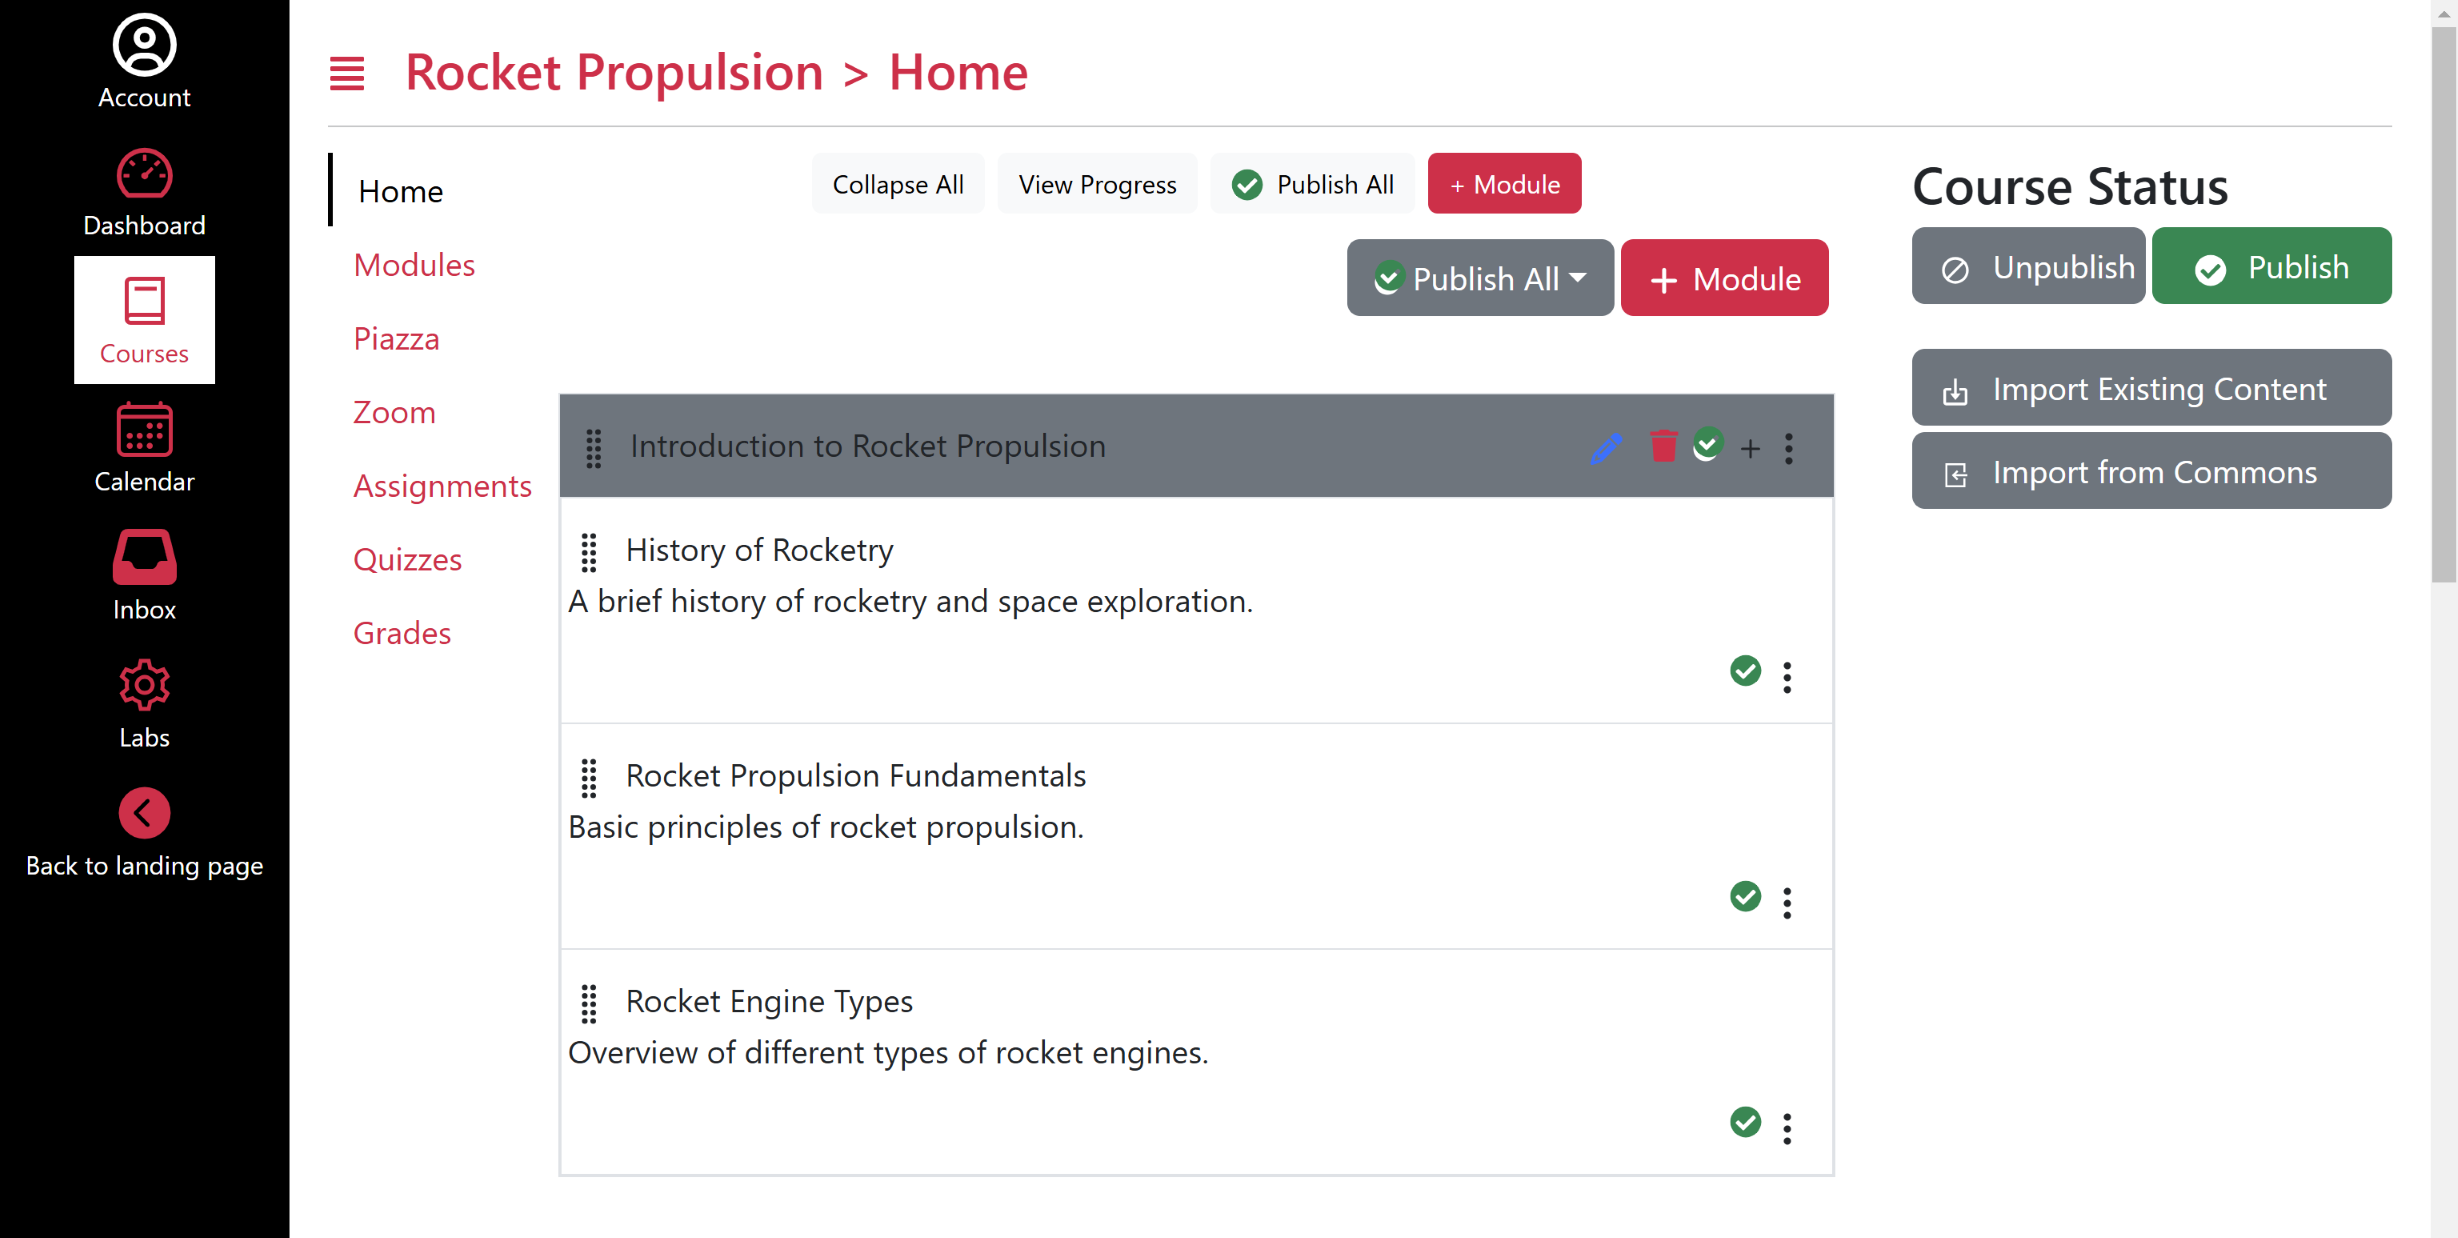 Account
Dashboard
Courses
Calendar
Inbox
Labs
Back to landing page
Rocket Propulsion > Home
Home
Modules
Piazza
Zoom
Assignments
Quizzes
Grades
Collapse All
View Progress
Publish All
+ Module
Publish All
+ Module
Introduction to Rocket Propulsion
History of Rocketry
A brief history of rocketry and space exploration.
Rocket Propulsion Fundamentals
Basic principles of rocket propulsion.
Rocket Engine Types
Overview of different types of rocket engines.
Course Status
Unpublish
Publish
Import Existing Content
Import from Commons